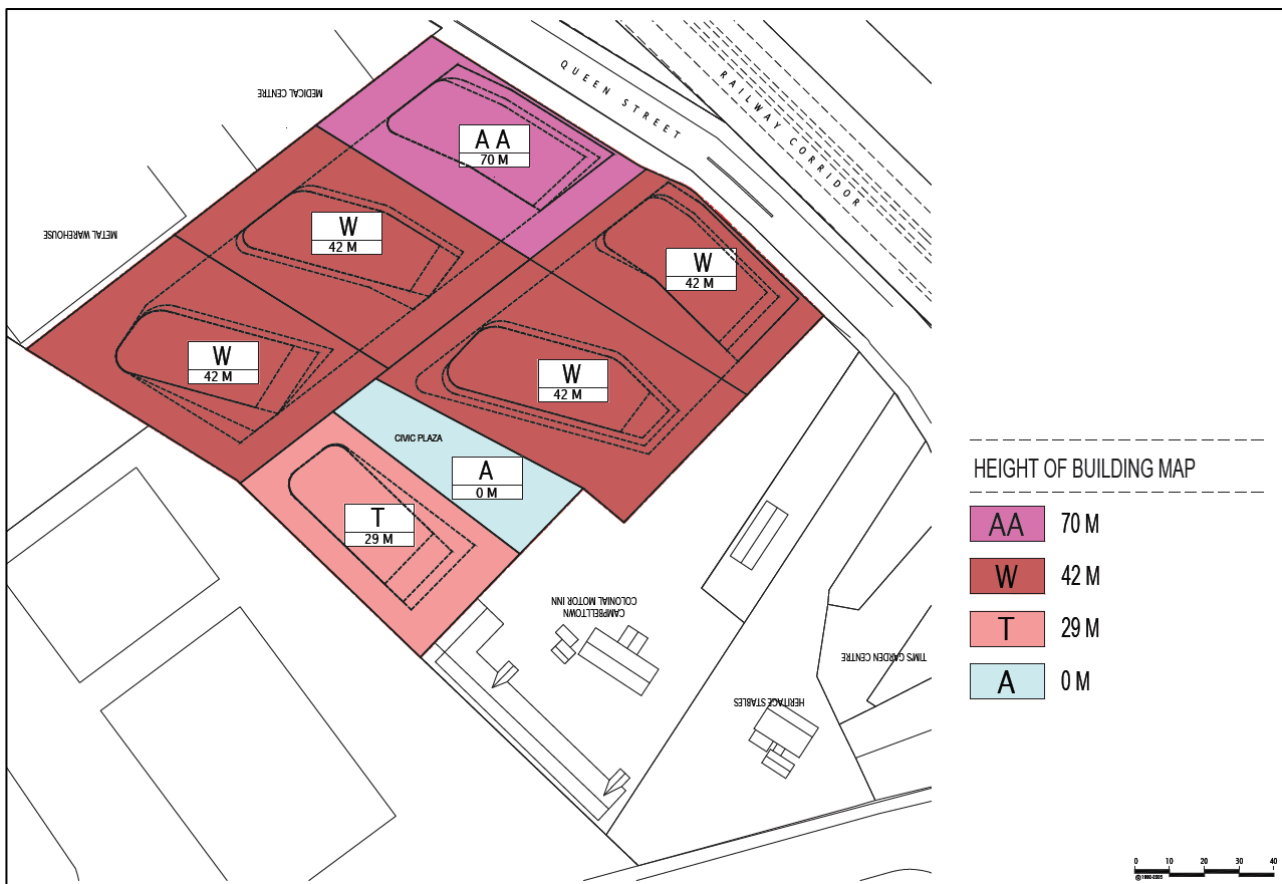 QUEEN STREET
RAILWAY CORRIDOR
MEDICAL CENTRE
METAL WAREHOUSE
AA
70 M
W
42 M
W
42 M
W
42 M
W
42 M
CIVIC PLAZA
A
0 M
T
29 M
CAMPBELLTOWN
COLONIAL MOTOR INN
TIM'S GARDEN CENTRE
HERITAGE STABLES
HEIGHT OF BUILDING MAP
AA 70 M
W 42 M
T 29 M
A 0 M
0 10 20 30 40